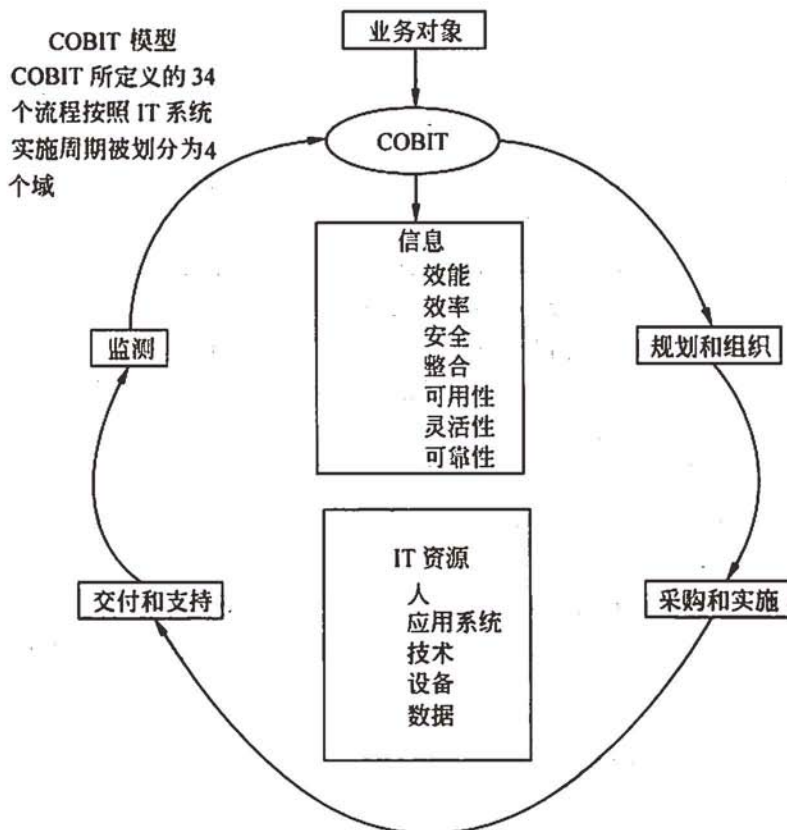 COBIT 模型
COBIT 所定义的 34
个流程按照 IT 系统
实施周期被划分为4
个域
业务对象
COBIT
信息
效能
效率
安全
整合
可用性
灵活性
可靠性
监测
规划和组织
IT 资源
人
应用系统
技术
设备
数据
交付和支持
采购和实施